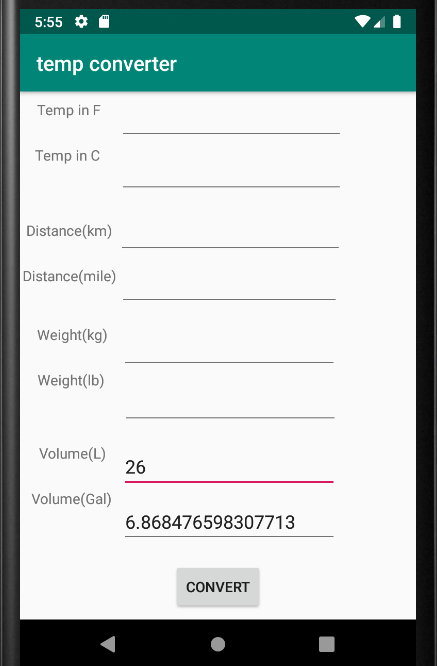 5:55
temp converter
Temp in F
Temp in C
Distance(km)
Distance(mile)
Weight(kg)
Weight(lb)
Volume(L)
26
Volume(Gal)
6.868476598307713
CONVERT